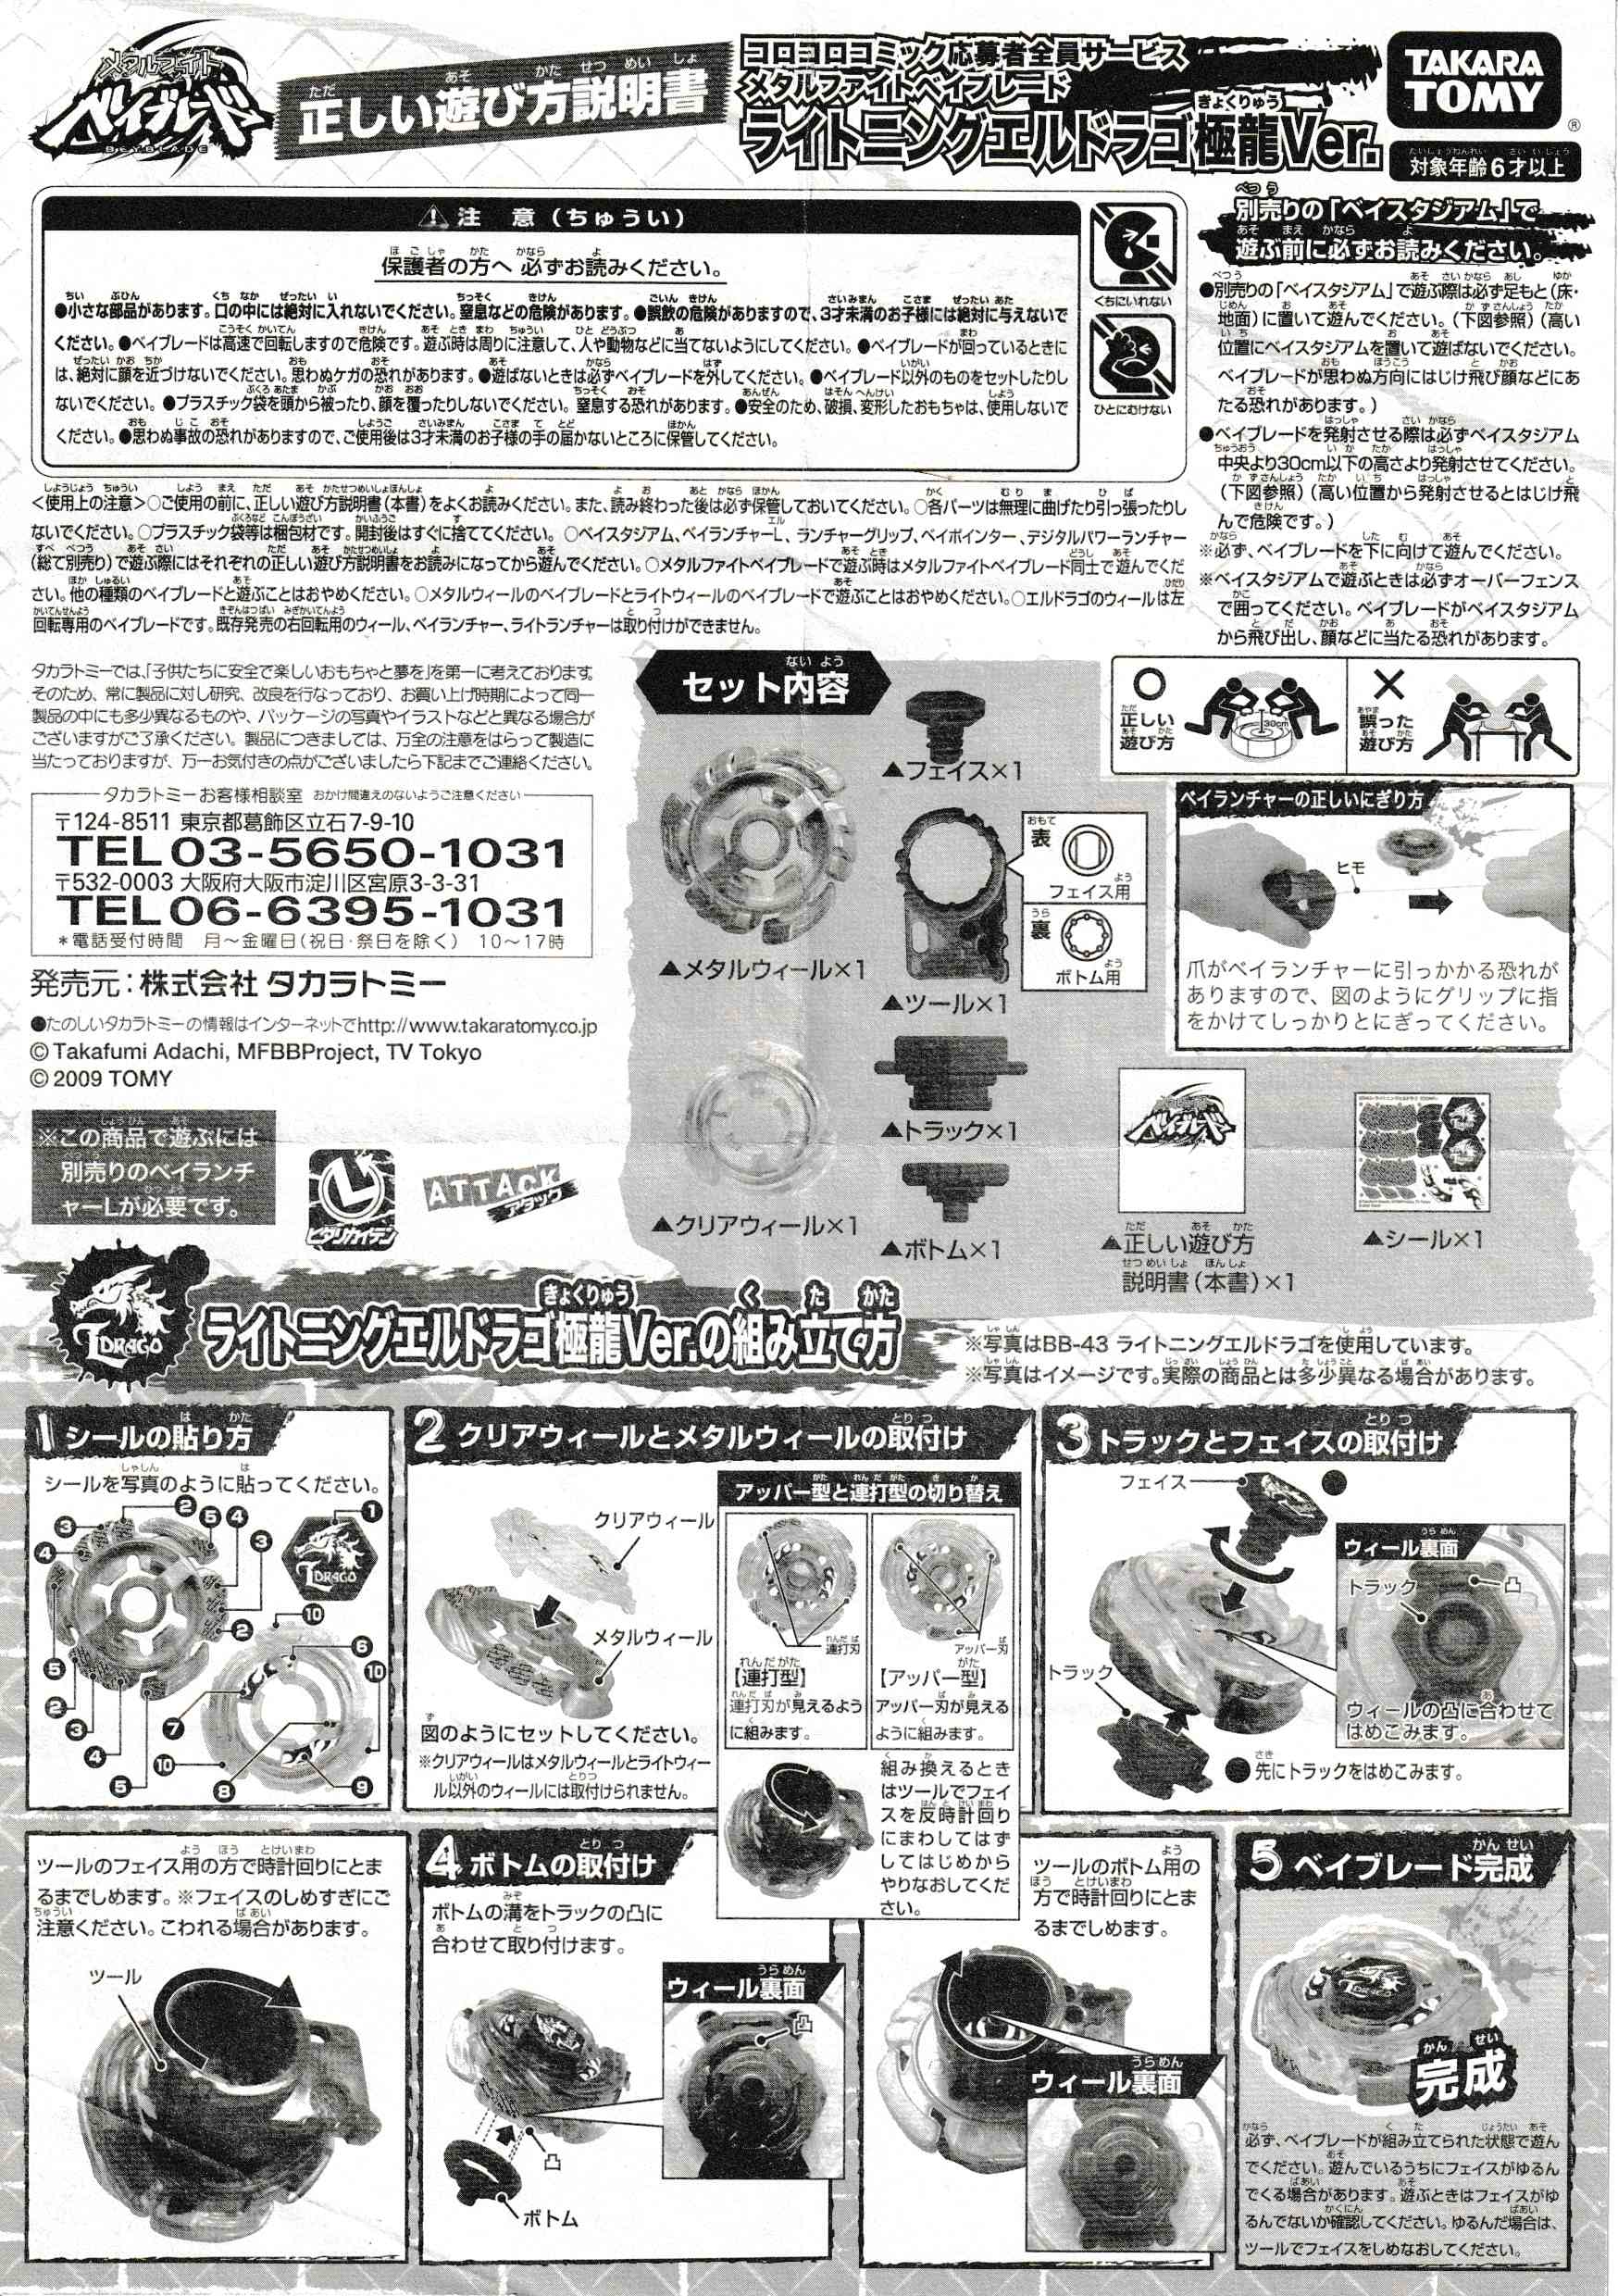 メタルファイト
ベイブレード
BEYBLADE
正しい遊び方説明書
コロコロコミック応募者全員サービス
メタルファイトベイブレード
ライトニングエルドラゴ極龍Ver.
TAKARA
TOMY
®
対象年齢6才以上
⚠注 意(ちゅうい)
保護者の方へ 必ずお読みください。
●小さな部品があります。口の中には絶対に入れないでください。窒息などの危険があります。●誤飲の危険がありますので、3才未満のお子様には絶対に与えないで
ください。●ベイブレードは高速で回転しますので危険です。遊ぶ時は周りに注意して、人や動物などに当てないようにしてください。●ベイブレードが回っているときに
は、絶対に顔を近づけないでください。思わぬケガの恐れがあります。●遊ばないときは必ずベイブレードを外してください。●ベイブレード以外のものをセットしたりし
ないでください。●プラスチック袋を頭から被ったり、顔を覆ったりしないでください。窒息する恐れがあります。●安全のため、破損、変形したおもちゃは、使用しないで
ください。●思わぬ事故の恐れがありますので、ご使用後は3才未満のお子様の手の届かないところに保管してください。
くちにいれない
ひとにむけない
別売りの「ベイスタジアム」で
遊ぶ前に必ずお読みください。
●別売りの「ベイスタジアム」で遊ぶ際は必ず足もと(床・
地面)に置いて遊んでください。(下図参照)(高い
位置にベイスタジアムを置いて遊ばないでください。
ベイブレードが思わぬ方向にはじけ飛び顔などにあ
たる恐れがあります。)
●ベイブレードを発射させる際は必ずベイスタジアム
中央より30cm以下の高さより発射させてください。
(下図参照)(高い位置から発射させるとはじけ飛
んで危険です。)
※必ず、ベイブレードを下に向けて遊んでください。
※ベイスタジアムで遊ぶときは必ずオーバーフェンス
で囲ってください。ベイブレードがベイスタジアム
から飛び出し、顔などに当たる恐れがあります。
<使用上の注意>○ご使用の前に、正しい遊び方説明書(本書)をよくお読みください。また、読み終わった後は必ず保管しておいてください。○各パーツは無理に曲げたり引っ張ったりし
ないでください。○プラスチック袋等は梱包材です。開封後はすぐに捨ててください。○ベイスタジアム、ベイランチャーL、ランチャーグリップ、ベイポインター、デジタルパワーランチャー
(総て別売り)で遊ぶ際にはそれぞれの正しい遊び方説明書をお読みになってから遊んでください。○メタルファイトベイブレードで遊ぶ時はメタルファイトベイブレード同士で遊んでくだ
さい。他の種類のベイブレードと遊ぶことはおやめください。○メタルウィールのベイブレードとライトウィールのベイブレードで遊ぶことはおやめください。○エルドラゴのウィールは左
回転専用のベイブレードです。既存発売の右回転用のウィール、ベイランチャー、ライトランチャーは取り付けができません。
タカラトミーでは、「子供たちに安全で楽しいおもちゃと夢を」を第一に考えております。
そのため、常に製品に対し研究、改良を行なっており、お買い上げ時期によって同一
製品の中にも多少異なるものや、パッケージの写真やイラストなどと異なる場合が
ございますがご了承ください。製品につきましては、万全の注意をはらって製造に
当たっておりますが、万一お気付きの点がございましたら下記までご連絡ください。
タカラトミーお客様相談室 おかけ間違えのないようご注意ください
〒124-8511 東京都葛飾区立石7-9-10
TEL03-5650-1031
〒532-0003 大阪府大阪市淀川区宮原3-3-31
TEL06-6395-1031
＊電話受付時間 月～金曜日(祝日・祭日を除く) 10～17時
発売元：株式会社 タカラトミー
●たのしいタカラトミーの情報はインターネットでhttp://www.takaratomy.co.jp
© Takafumi Adachi, MFBBProject, TV Tokyo
© 2009 TOMY
※この商品で遊ぶには
別売りのベイランチ
ャーLが必要です。
ヒダリカイテン
ATTACK
アタック
セット内容
▲フェイス×1
▲メタルウィール×1
▲ツール×1
表
フェイス用
裏
ボトム用
▲トラック×1
▲クリアウィール×1
▲ボトム×1
▲正しい遊び方
説明書(本書)×1
▲シール×1
○
正しい
遊び方
30cm
×
誤った
遊び方
ベイランチャーの正しいにぎり方
ヒモ
爪がベイランチャーに引っかかる恐れが
ありますので、図のようにグリップに指
をかけてしっかりとにぎってください。
L DRAGO
ライトニングエルドラゴ極龍Ver.の組み立て方
※写真はBB-43 ライトニングエルドラゴを使用しています。
※写真はイメージです。実際の商品とは多少異なる場合があります。
1 シールの貼り方
シールを写真のように貼ってください。
2 クリアウィールとメタルウィールの取付け
クリアウィール
メタルウィール
図のようにセットしてください。
※クリアウィールはメタルウィールとライトウィー
ル以外のウィールには取付けられません。
アッパー型と連打型の切り替え
連打刃
【連打型】
連打刃が見えるよう
に組みます。
アッパー刃
【アッパー型】
アッパー刃が見える
ように組みます。
組み換えるとき
はツールでフェイ
スを反時計回り
にまわしてはず
してはじめから
やりなおしてくだ
さい。
3 トラックとフェイスの取付け
フェイス
トラック
ウィール裏面
トラック
凸
ウィールの凸に合わせて
はめこみます。
●先にトラックをはめこみます。
ツールのフェイス用の方で時計回りにとま
るまでしめます。※フェイスのしめすぎにご
注意ください。こわれる場合があります。
ツール
4 ボトムの取付け
ボトムの溝をトラックの凸に
合わせて取り付けます。
ウィール裏面
凸
凸
ボトム
ツールのボトム用の
方で時計回りにとま
るまでしめます。
ウィール裏面
5 ベイブレード完成
完成
必ず、ベイブレードが組み立てられた状態で遊ん
でください。遊んでいるうちにフェイスがゆるん
でくる場合があります。遊ぶときはフェイスがゆ
るんでないか確認してください。ゆるんだ場合は、
ツールでフェイスをしめなおしてください。